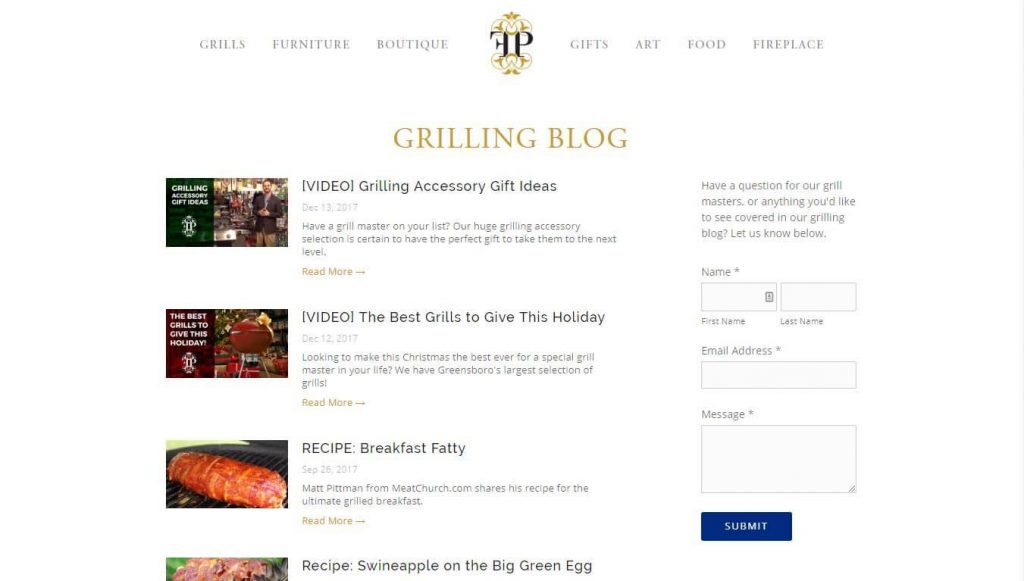 GRILLS FURNITURE BOUTIQUE FP GIFTS ART FOOD FIREPLACE
GRILLING BLOG
GRILLING
ACCESSORY
GIFT IDEAS
[VIDEO] Grilling Accessory Gift Ideas
Dec 13, 2017
Have a grill master on your list? Our huge grilling accessory
selection is certain to have the perfect gift to take them to the next
level.
Read More →
THE BEST
GRILLS TO
GIVE THIS
HOLIDAY!
[VIDEO] The Best Grills to Give This Holiday
Dec 12, 2017
Looking to make this Christmas the best ever for a special grill
master in your life? We have Greensboro's largest selection of
grills!
Read More →
RECIPE: Breakfast Fatty
Sep 26, 2017
Matt Pittman from MeatChurch.com shares his recipe for the
ultimate grilled breakfast.
Read More →
Recipe: Swineapple on the Big Green Egg
Have a question for our grill
masters, or anything you'd like
to see covered in our grilling
blog? Let us know below.
Name *
First Name Last Name
Email Address *
Message *
SUBMIT